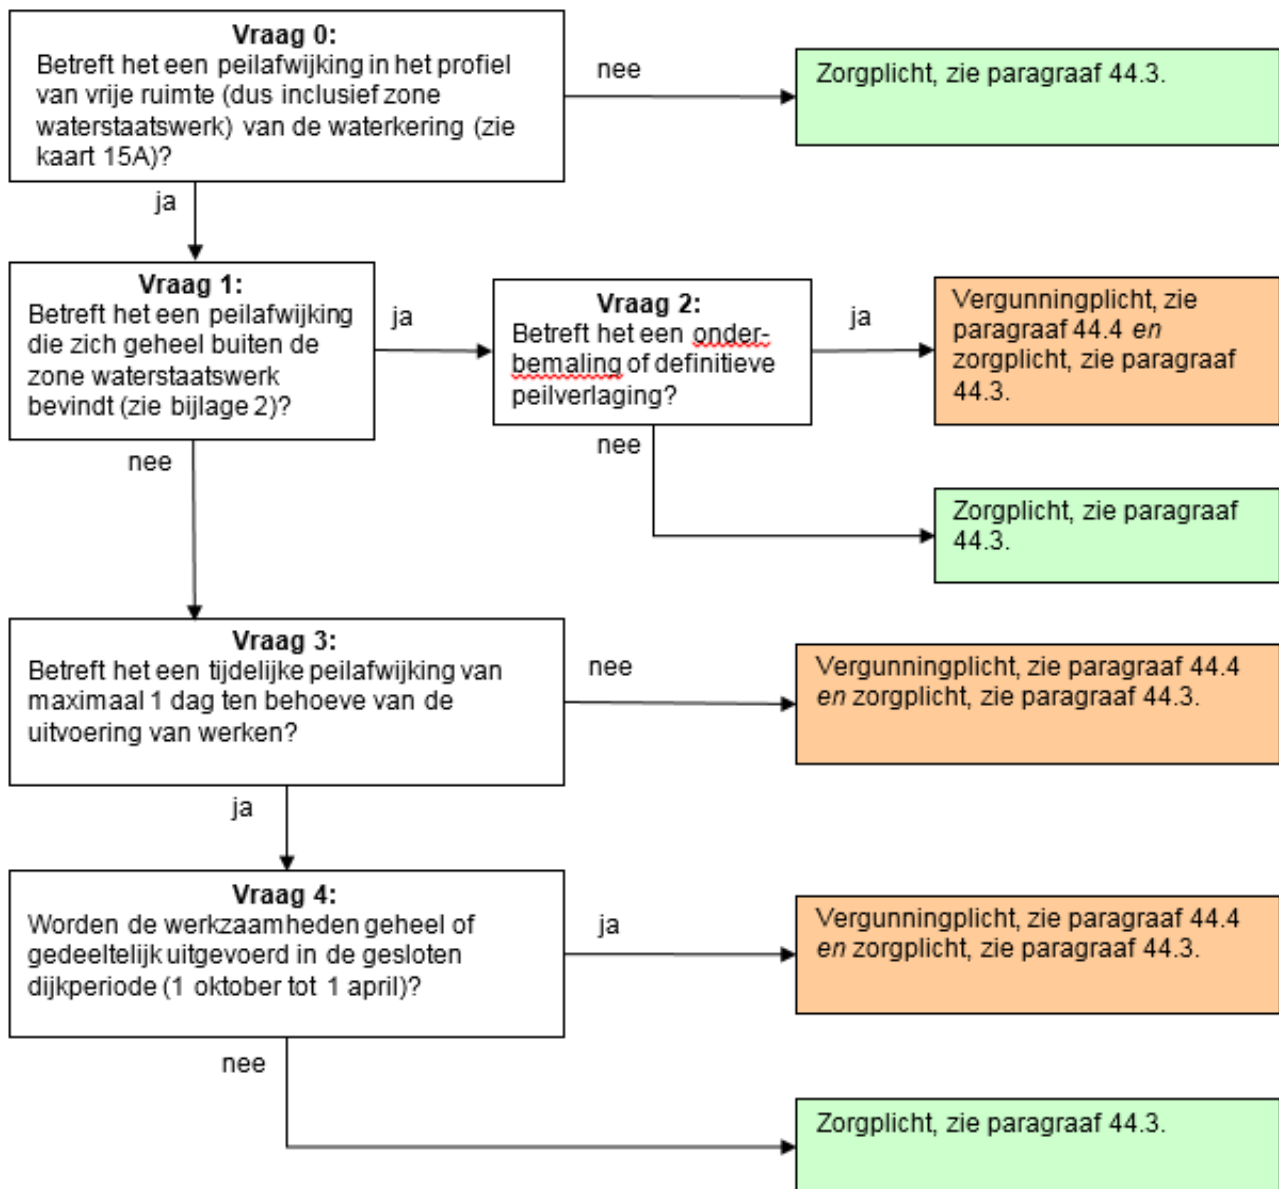 Vraag 0:
Betreft het een peilafwijking in het profiel
van vrije ruimte (dus inclusief zone
waterstaatswerk) van de waterkering (zie
kaart 15A)?
nee
Zorgplicht, zie paragraaf 44.3.
ja
Vraag 1:
Betreft het een peilafwijking
die zich geheel buiten de
zone waterstaatswerk
bevindt (zie bijlage 2)?
ja
Vraag 2:
Betreft het een onder-
bemaling of definitieve
peilverlaging?
ja
Vergunningplicht, zie
paragraaf 44.4 en
zorgplicht, zie paragraaf
44.3.
nee
Zorgplicht, zie paragraaf
44.3.
nee
Vraag 3:
Betreft het een tijdelijke peilafwijking van
maximaal 1 dag ten behoeve van de
uitvoering van werken?
nee
Vergunningplicht, zie paragraaf 44.4
en zorgplicht, zie paragraaf 44.3.
ja
Vraag 4:
Worden de werkzaamheden geheel of
gedeeltelijk uitgevoerd in de gesloten
dijkperiode (1 oktober tot 1 april)?
ja
Vergunningplicht, zie paragraaf 44.4
en zorgplicht, zie paragraaf 44.3.
nee
Zorgplicht, zie paragraaf 44.3.